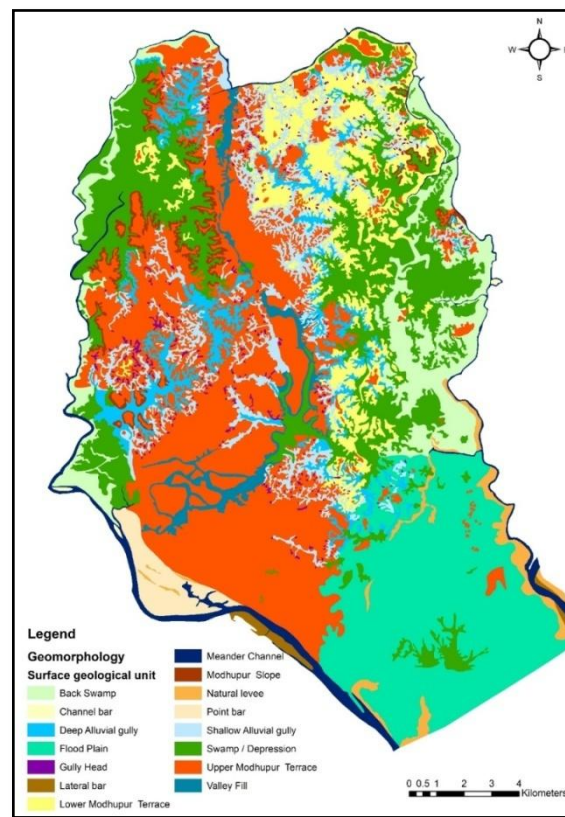 N
W
E
S
Legend
Geomorphology
Surface geological unit
Back Swamp
Channel bar
Deep Alluvial gully
Flood Plain
Gully Head
Lateral bar
Lower Modhupur Terrace
Meander Channel
Modhupur Slope
Natural levee
Point bar
Shallow Alluvial gully
Swamp / Depression
Upper Modhupur Terrace
Valley Fill
0 0.5 1 2 3 4
Kilometers